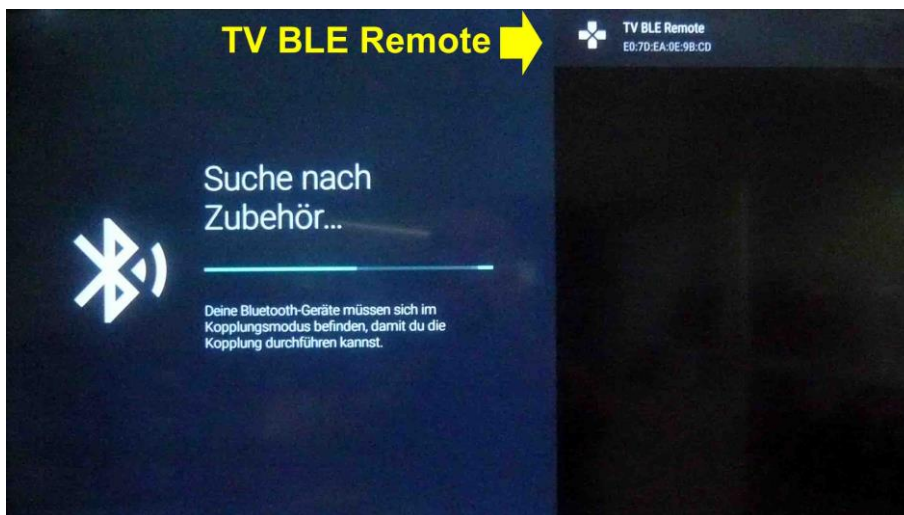 TV BLE Remote
TV BLE Remote
E0:7D:EA:0E:9B:CD
Suche nach
Zubehör...
Deine Bluetooth-Geräte müssen sich im
Kopplungsmodus befinden, damit du die
Kopplung durchführen kannst.